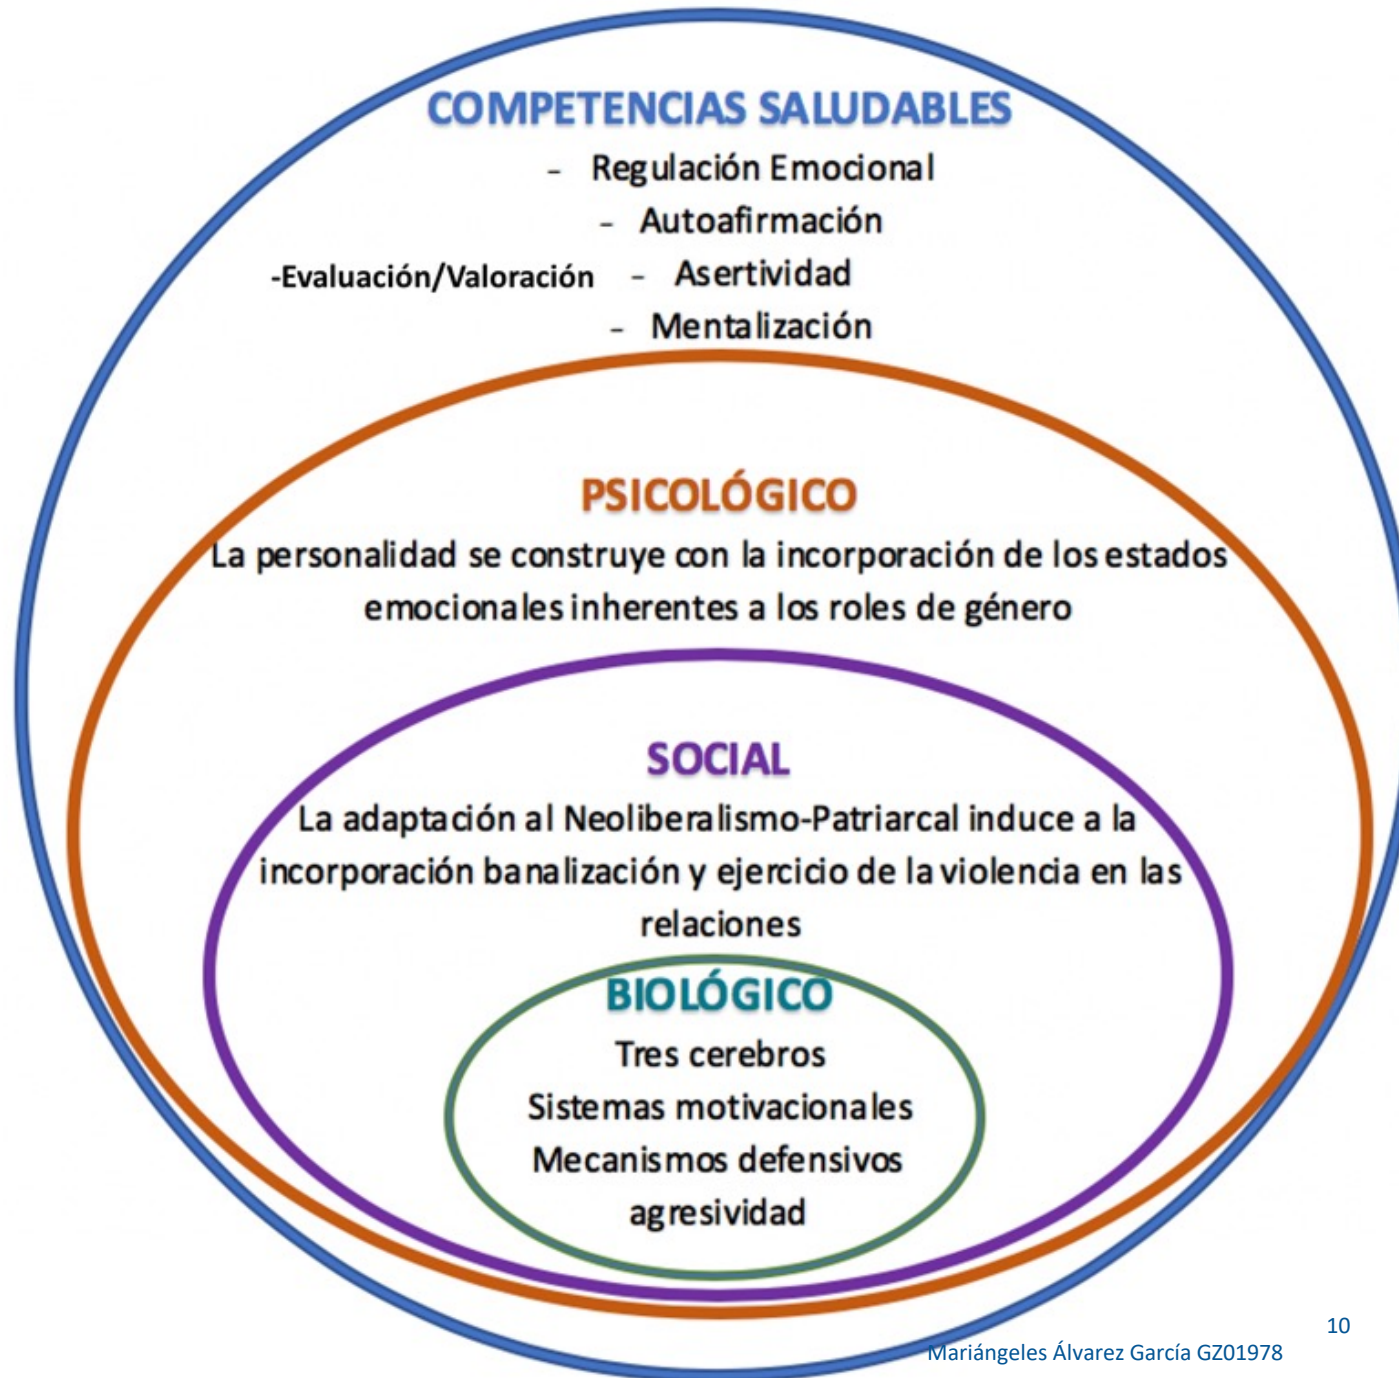 COMPETENCIAS SALUDABLES
- Regulación Emocional
- Autoafirmación
-Evaluación/Valoración - Asertividad
- Mentalización
PSICOLÓGICO
La personalidad se construye con la incorporación de los estados
emocionales inherentes a los roles de género
SOCIAL
La adaptación al Neoliberalismo-Patriarcal induce a la
incorporación banalización y ejercicio de la violencia en las
relaciones
BIOLÓGICO
Tres cerebros
Sistemas motivacionales
Mecanismos defensivos
agresividad
10
Mariángeles Álvarez García GZ01978